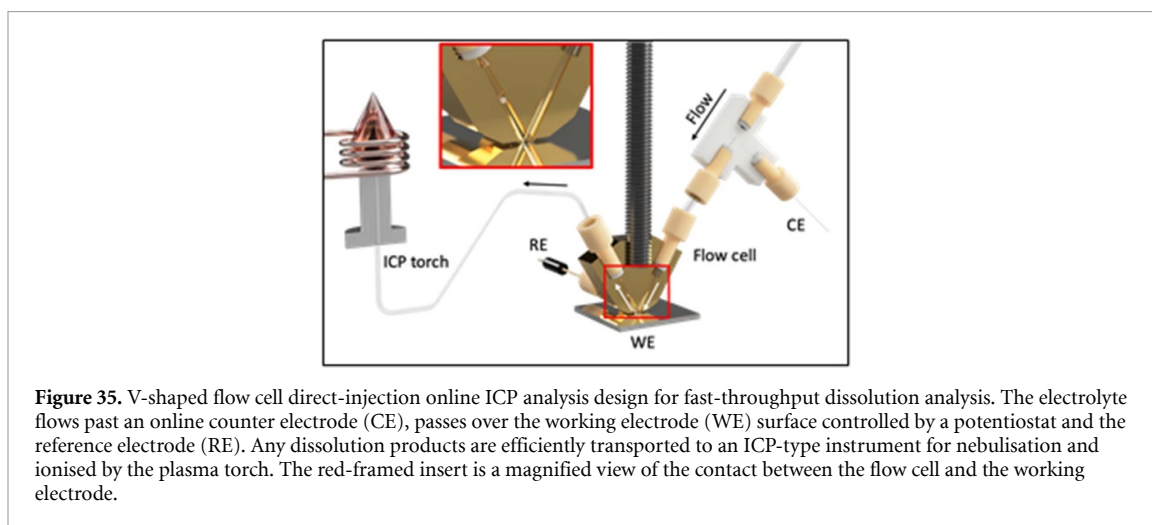 Flow
CE
RE
ICP torch
Flow cell
WE
Figure 35. V-shaped flow cell direct-injection online ICP analysis design for fast-throughput dissolution analysis. The electrolyte
flows past an online counter electrode (CE), passes over the working electrode (WE) surface controlled by a potentiostat and the
reference electrode (RE). Any dissolution products are efficiently transported to an ICP-type instrument for nebulisation and
ionised by the plasma torch. The red-framed insert is a magnified view of the contact between the flow cell and the working
electrode.